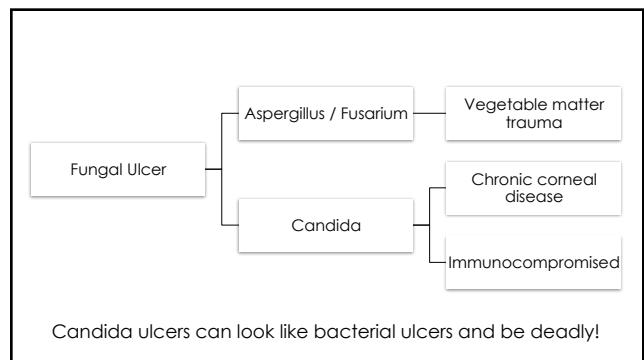 Aspergillus / Fusarium
Vegetable matter
trauma
Fungal Ulcer
Chronic corneal
disease
Candida
Immunocompromised
Candida ulcers can look like bacterial ulcers and be deadly!